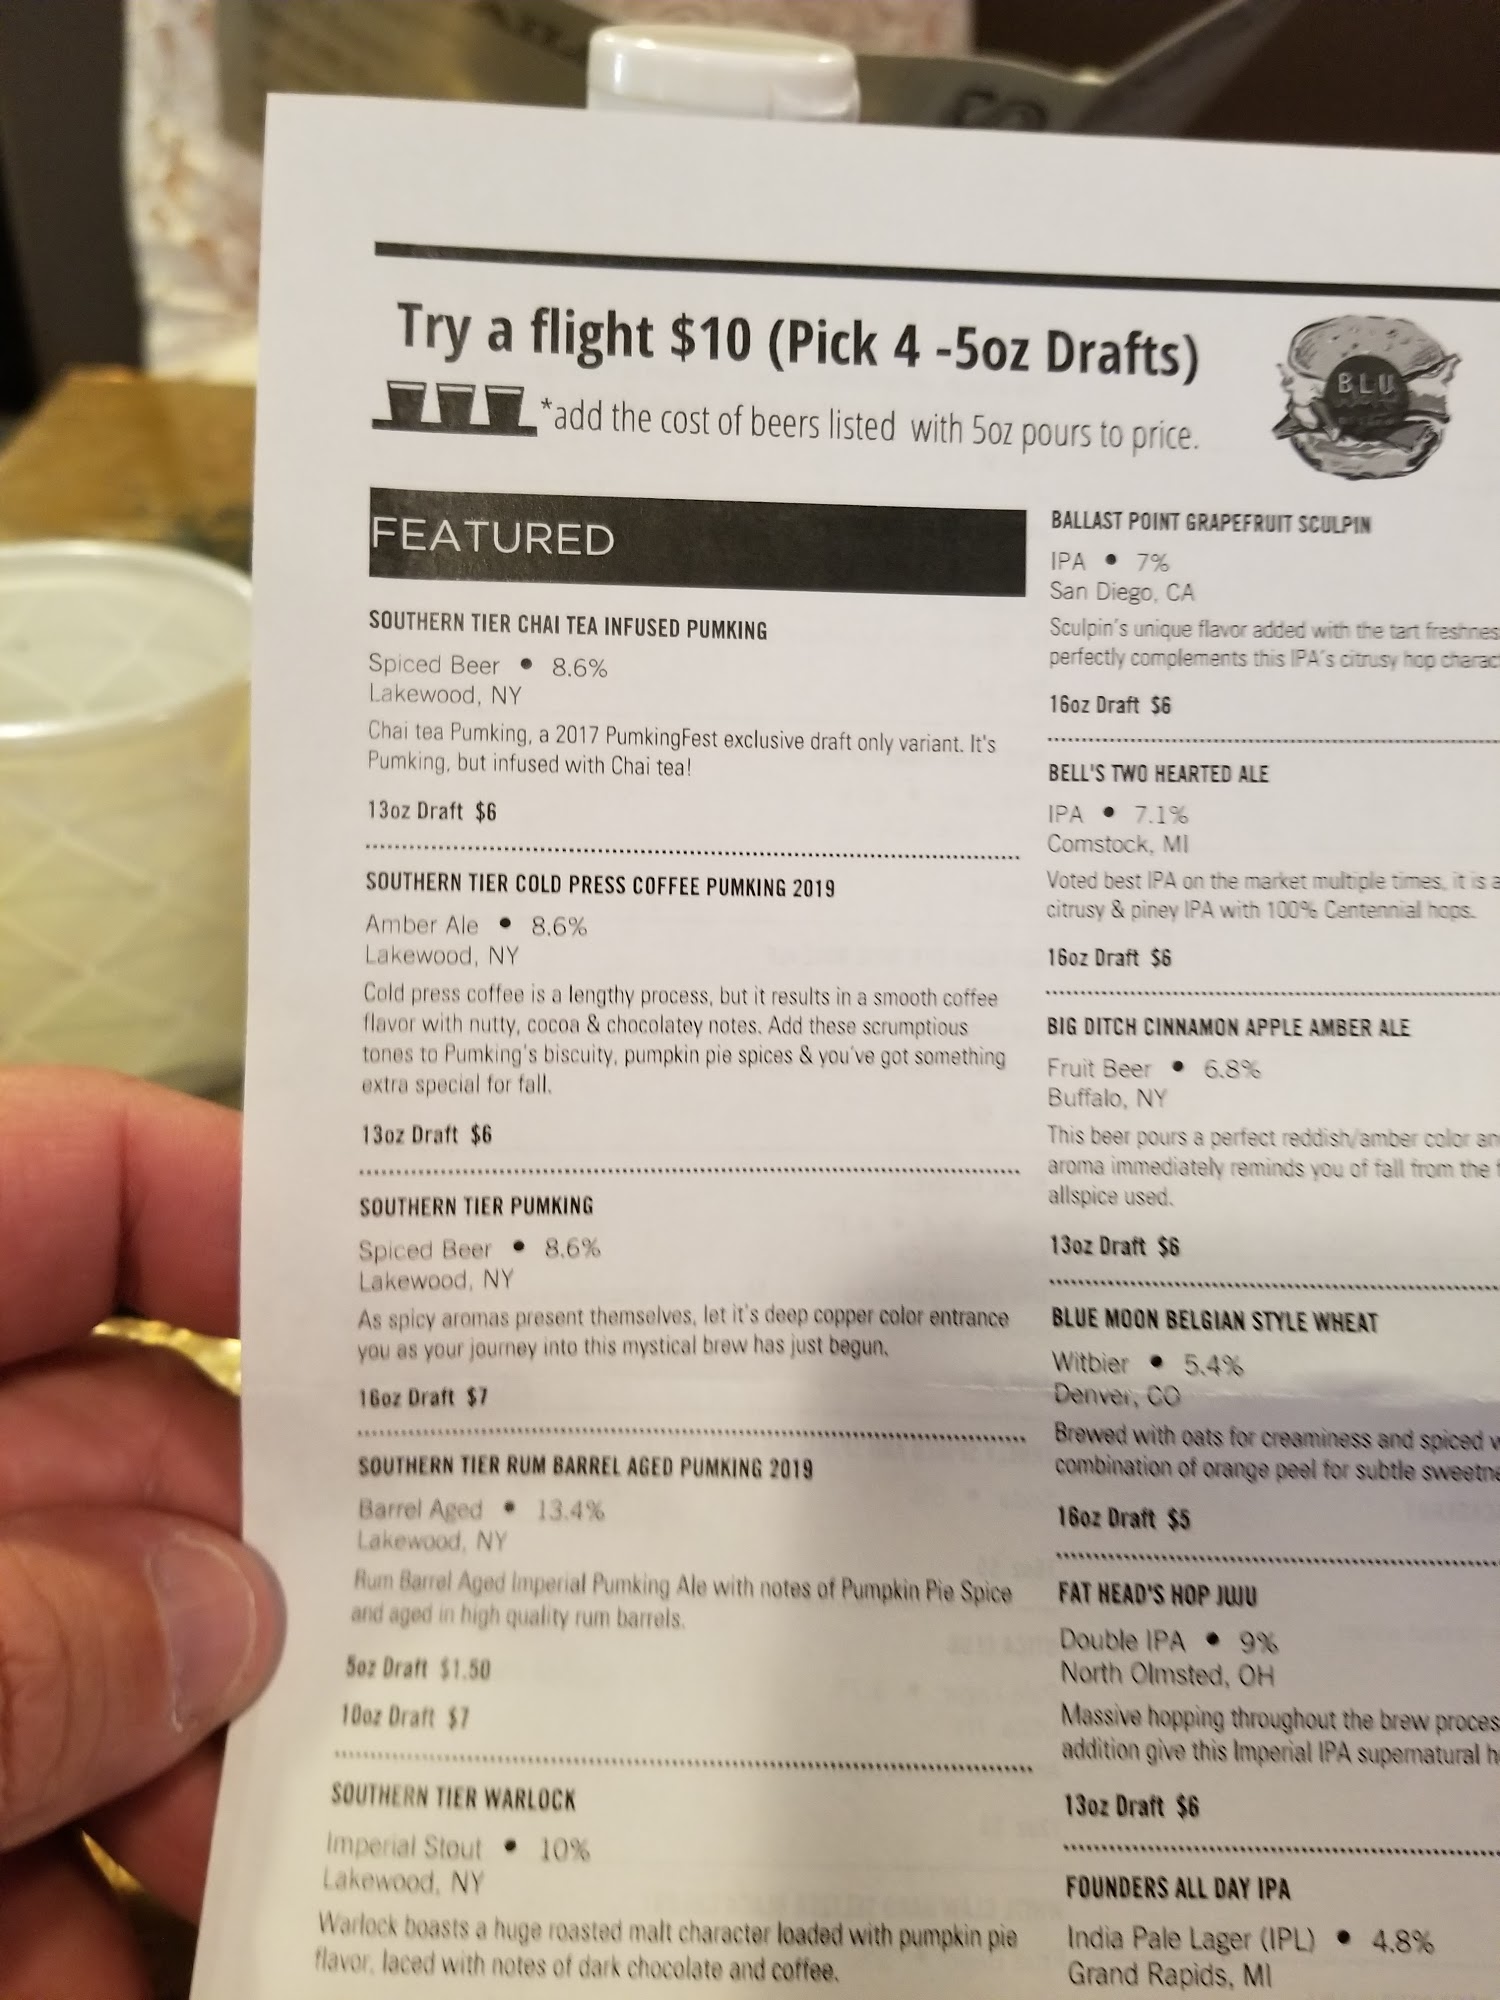 Try a flight $10 (Pick 4 -5oz Drafts)
*add the cost of beers listed with 5oz pours to price.
BLU
FEATURED
SOUTHERN TIER CHAI TEA INFUSED PUMKING
Spiced Beer • 8.6%
Lakewood, NY
Chai tea Pumking, a 2017 PumkingFest exclusive draft only variant. It's
Pumking, but infused with Chai tea!
13oz Draft $6
SOUTHERN TIER COLD PRESS COFFEE PUMKING 2019
Amber Ale • 8.6%
Lakewood, NY
Cold press coffee is a lengthy process, but it results in a smooth coffee
flavor with nutty, cocoa & chocolatey notes. Add these scrumptious
tones to Pumking's biscuity, pumpkin pie spices & you've got something
extra special for fall.
13oz Draft $6
SOUTHERN TIER PUMKING
Spiced Beer • 8.6%
Lakewood, NY
As spicy aromas present themselves, let it's deep copper color entrance
you as your journey into this mystical brew has just begun.
16oz Draft $7
SOUTHERN TIER RUM BARREL AGED PUMKING 2019
Barrel Aged • 13.4%
Lakewood, NY
Rum Barrel Aged Imperial Pumking Ale with notes of Pumpkin Pie Spice
and aged in high quality rum barrels.
5oz Draft $1.50
10oz Draft $7
SOUTHERN TIER WARLOCK
Imperial Stout • 10%
Lakewood, NY
Warlock boasts a huge roasted malt character loaded with pumpkin pie
flavor, laced with notes of dark chocolate and coffee.
BALLAST POINT GRAPEFRUIT SCULPIN
IPA • 7%
San Diego, CA
Sculpin's unique flavor added with the tart freshnes
perfectly complements this IPA's citrusy hop charac
16oz Draft $6
BELL'S TWO HEARTED ALE
IPA • 7.1%
Comstock, MI
Voted best IPA on the market multiple times, it is a
citrusy & piney IPA with 100% Centennial hops.
16oz Draft $6
BIG DITCH CINNAMON APPLE AMBER ALE
Fruit Beer • 6.8%
Buffalo, NY
This beer pours a perfect reddish/amber color an
aroma immediately reminds you of fall from the f
allspice used.
13oz Draft $6
BLUE MOON BELGIAN STYLE WHEAT
Witbier • 5.4%
Denver, CO
Brewed with oats for creaminess and spiced w
combination of orange peel for subtle sweetne
16oz Draft $5
FAT HEAD'S HOP JUJU
Double IPA • 9%
North Olmsted, OH
Massive hopping throughout the brew proces
addition give this Imperial IPA supernatural h
13oz Draft $6
FOUNDERS ALL DAY IPA
India Pale Lager (IPL) • 4.8%
Grand Rapids, MI